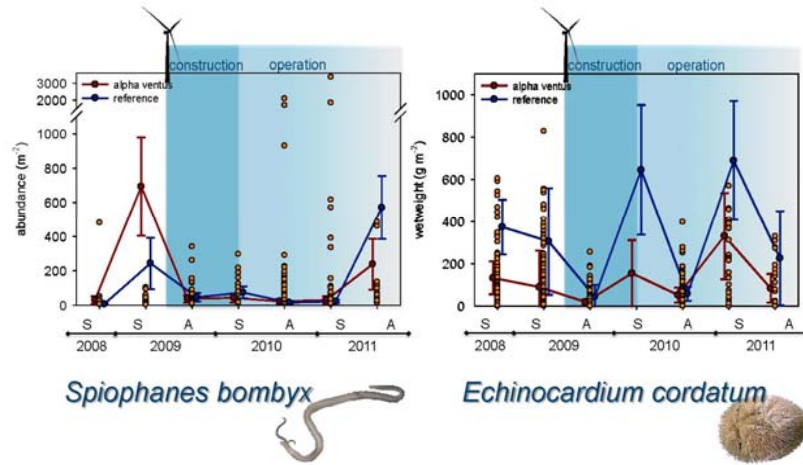 construction operation
3000
2000
1000
800
600
400
200
0
abundance (m⁻²)
alpha ventus
reference
S S A S A S A
2008 2009 2010 2011
Spiophanes bombyx
construction operation
1000
800
600
400
200
0
wetweight (g m⁻²)
alpha ventus
reference
S S A S A S A
2008 2009 2010 2011
Echinocardium cordatum